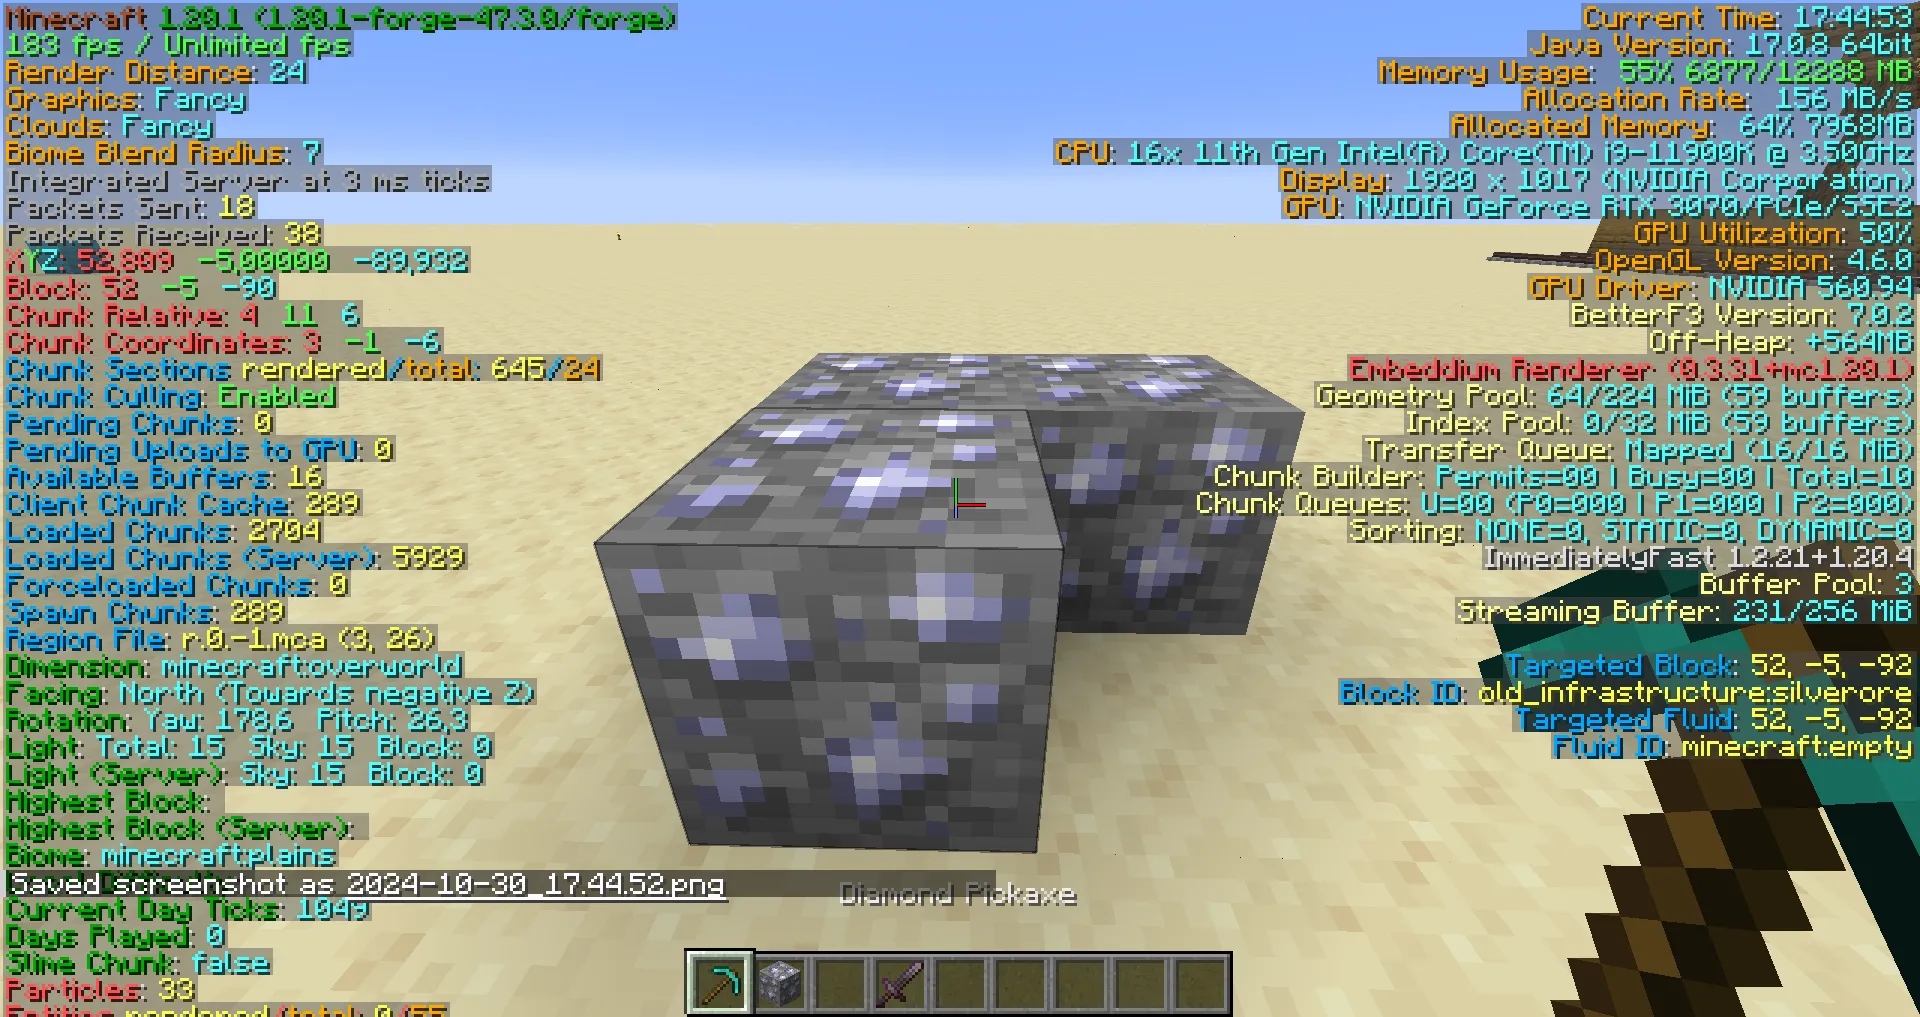 Minecraft 1.20.1 (1.20.1-forge-47.3.0/forge)
183 fps / Unlimited fps
Render Distance: 24
Graphics: Fancy
Clouds: Fancy
Biome Blend Radius: 7
Integrated Server at 3 ms ticks
Packets Sent: 18
Packets Received: 38
XYZ: 52,809 -5,00000 -89,932
Block: 52 -5 -90
Chunk Relative: 4 11 6
Chunk Coordinates: 3 -1 -6
Chunk Sections rendered/total: 645/24
Chunk Culling: Enabled
Pending Chunks: 0
Pending Uploads to GPU: 0
Available Buffers: 16
Client Chunk Cache: 289
Loaded Chunks: 2704
Loaded Chunks (Server): 5929
Forceloaded Chunks: 0
Spawn Chunks: 289
Region File: r.0.-1.mca (3, 26)
Dimension: minecraft:overworld
Facing: North (Towards negative Z)
Rotation: Yaw: 178,6 Pitch: 26,3
Light: Total: 15 Sky: 15 Block: 0
Light (Server): Sky: 15 Block: 0
Highest Block:
Highest Block (Server):
Biome: minecraft:plains
Saved screenshot as 2024-10-30_17.44.52.png
Current Day Ticks: 1049
Days Played: 0
Slime Chunk: false
Particles: 33
Entities rendered/total: 0/55
Current Time: 17:44:53
Java Version: 17.0.8 64bit
Memory Usage: 55% 6877/12288 MB
Allocation Rate: 156 MB/s
Allocated Memory: 64% 7968MB
CPU: 16x 11th Gen Intel(R) Core(TM) i9-11900K @ 3.50GHz
Display: 1920 x 1017 (NVIDIA Corporation)
GPU: NVIDIA GeForce RTX 3070/PCIe/SSE2
GPU Utilization: 50%
OpenGL Version: 4.6.0
GPU Driver: NVIDIA 560.94
BetterF3 Version: 7.0.2
Off-Heap: +564MB
Embeddium Renderer (0.3.31+mc1.20.1)
Geometry Pool: 64/224 MiB (59 buffers)
Index Pool: 0/32 MiB (59 buffers)
Transfer Queue: Mapped (16/16 MiB)
Chunk Builder: Permits=00 | Busy=00 | Total=10
Chunk Queues: U=00 (P0=000 | P1=000 | P2=000)
Sorting: NONE=0, STATIC=0, DYNAMIC=0
ImmediatelyFast 1.2.21+1.20.4
Buffer Pool: 3
Streaming Buffer: 231/256 MiB
Targeted Block: 52, -5, -92
Block ID: old_infrastructure:silverore
Targeted Fluid: 52, -5, -92
Fluid ID: minecraft:empty
Diamond Pickaxe